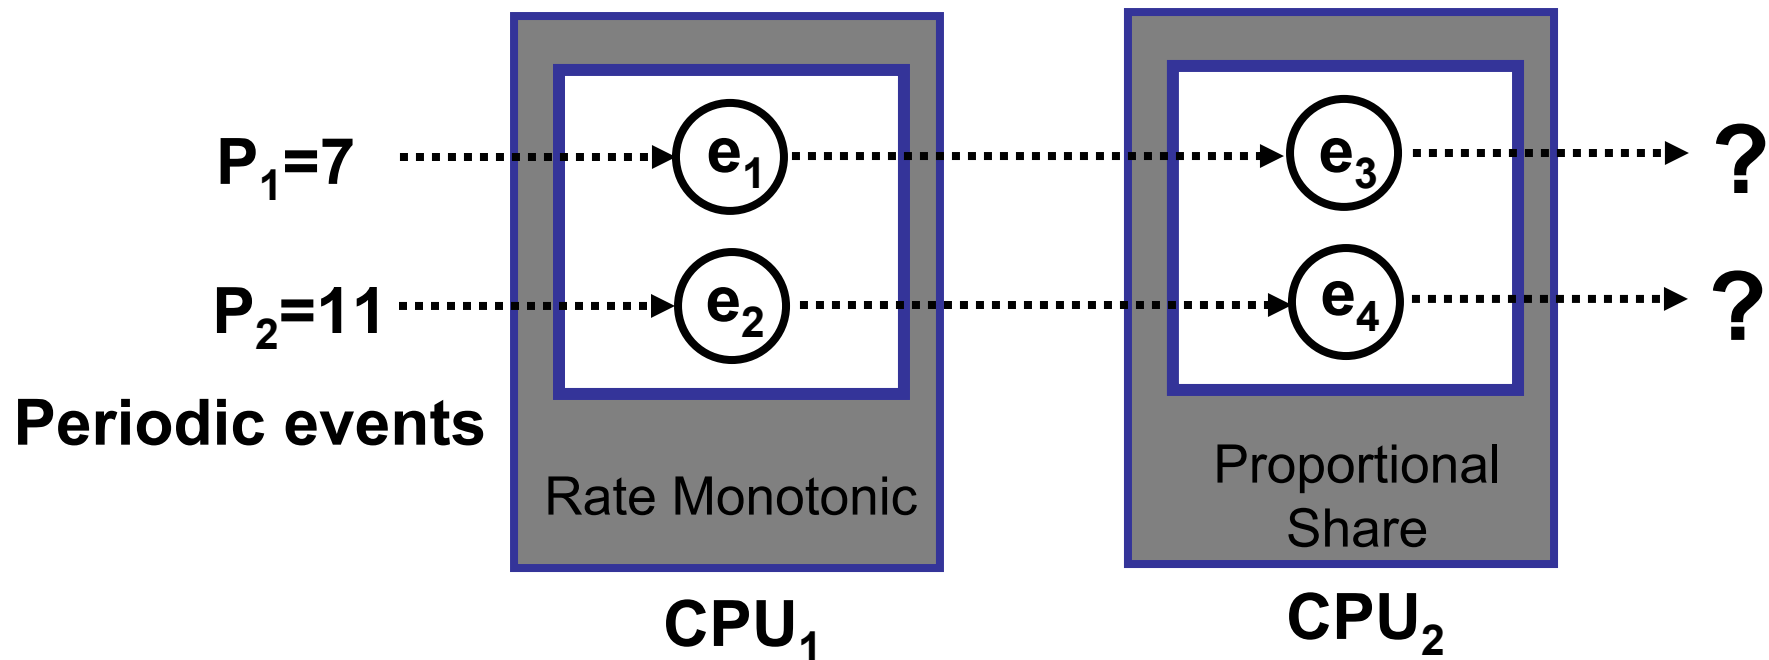 P1=7
e1
e3
?
P2=11
e2
e4
?
Periodic events
Rate Monotonic
Proportional
Share
CPU1
CPU2